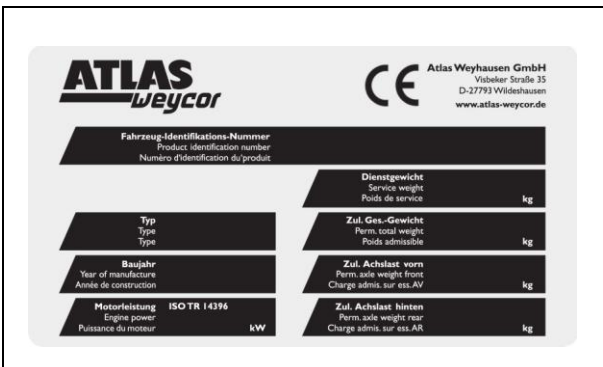 ATLAS
weycor
CE
Atlas Weyhausen GmbH
Visbeker Straße 35
D-27793 Wildeshausen
www.atlas-weycor.de
Fahrzeug-Identifikations-Nummer
Product identification number
Numèro d'identification du'produit
Dienstgewicht
Service weight
Poids de service kg
Typ
Type
Type
Zul. Ges.-Gewicht
Perm. total weight
Poids admissible kg
Baujahr
Year of manufacture
Année de construction
Zul. Achslast vorn
Perm. axle weight front
Charge admis. sur ess. AV kg
Motorleistung ISO TR 14396
Engine power
Puissance du moteur kW
Zul. Achslast hinten
Perm. axle weight rear
Charge admis. sur ess. AR kg